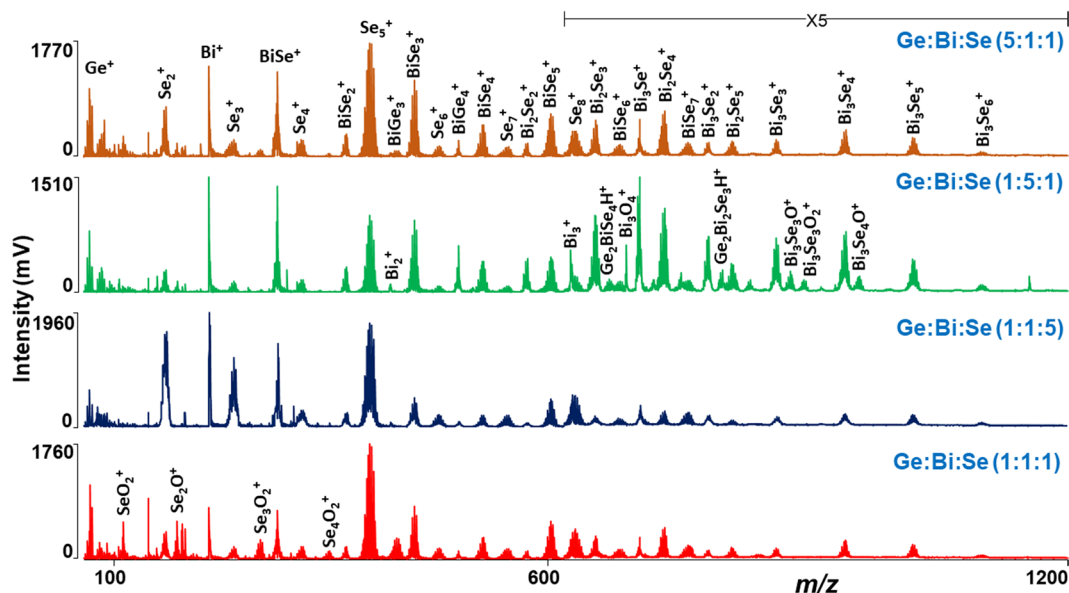 X5
Ge:Bi:Se (5:1:1)
1770
0
Ge⁺
Se₂⁺
Bi⁺
Se₃⁺
BiSe⁺
Se₄⁺
BiSe₂⁺
Se₅⁺
BiGe₃⁺
BiSe₃⁺
Se₆⁺
BiGe₄⁺
BiSe₄⁺
Se₇⁺
Bi₂Se₂⁺
BiSe₅⁺
Se₈⁺
Bi₂Se₃⁺
BiSe₆⁺
Bi₃Se⁺
Bi₂Se₄⁺
BiSe₇⁺
Bi₃Se₂⁺
Bi₂Se₅⁺
Bi₃Se₃⁺
Bi₃Se₄⁺
Bi₃Se₅⁺
Bi₃Se₆⁺
Ge:Bi:Se (1:5:1)
1510
0
Bi₂⁺
Bi₃⁺
Ge₂BiSe₄H⁺
Bi₃O₄⁺
Ge₂Bi₂Se₃H⁺
Bi₃Se₃O⁺
Bi₃Se₃O₂⁺
Bi₃Se₄O⁺
Ge:Bi:Se (1:1:5)
1960
0
Ge:Bi:Se (1:1:1)
1760
0
SeO₂⁺
Se₂O⁺
Se₃O₂⁺
Se₄O₂⁺
Intensity (mV)
100
600
m/z
1200